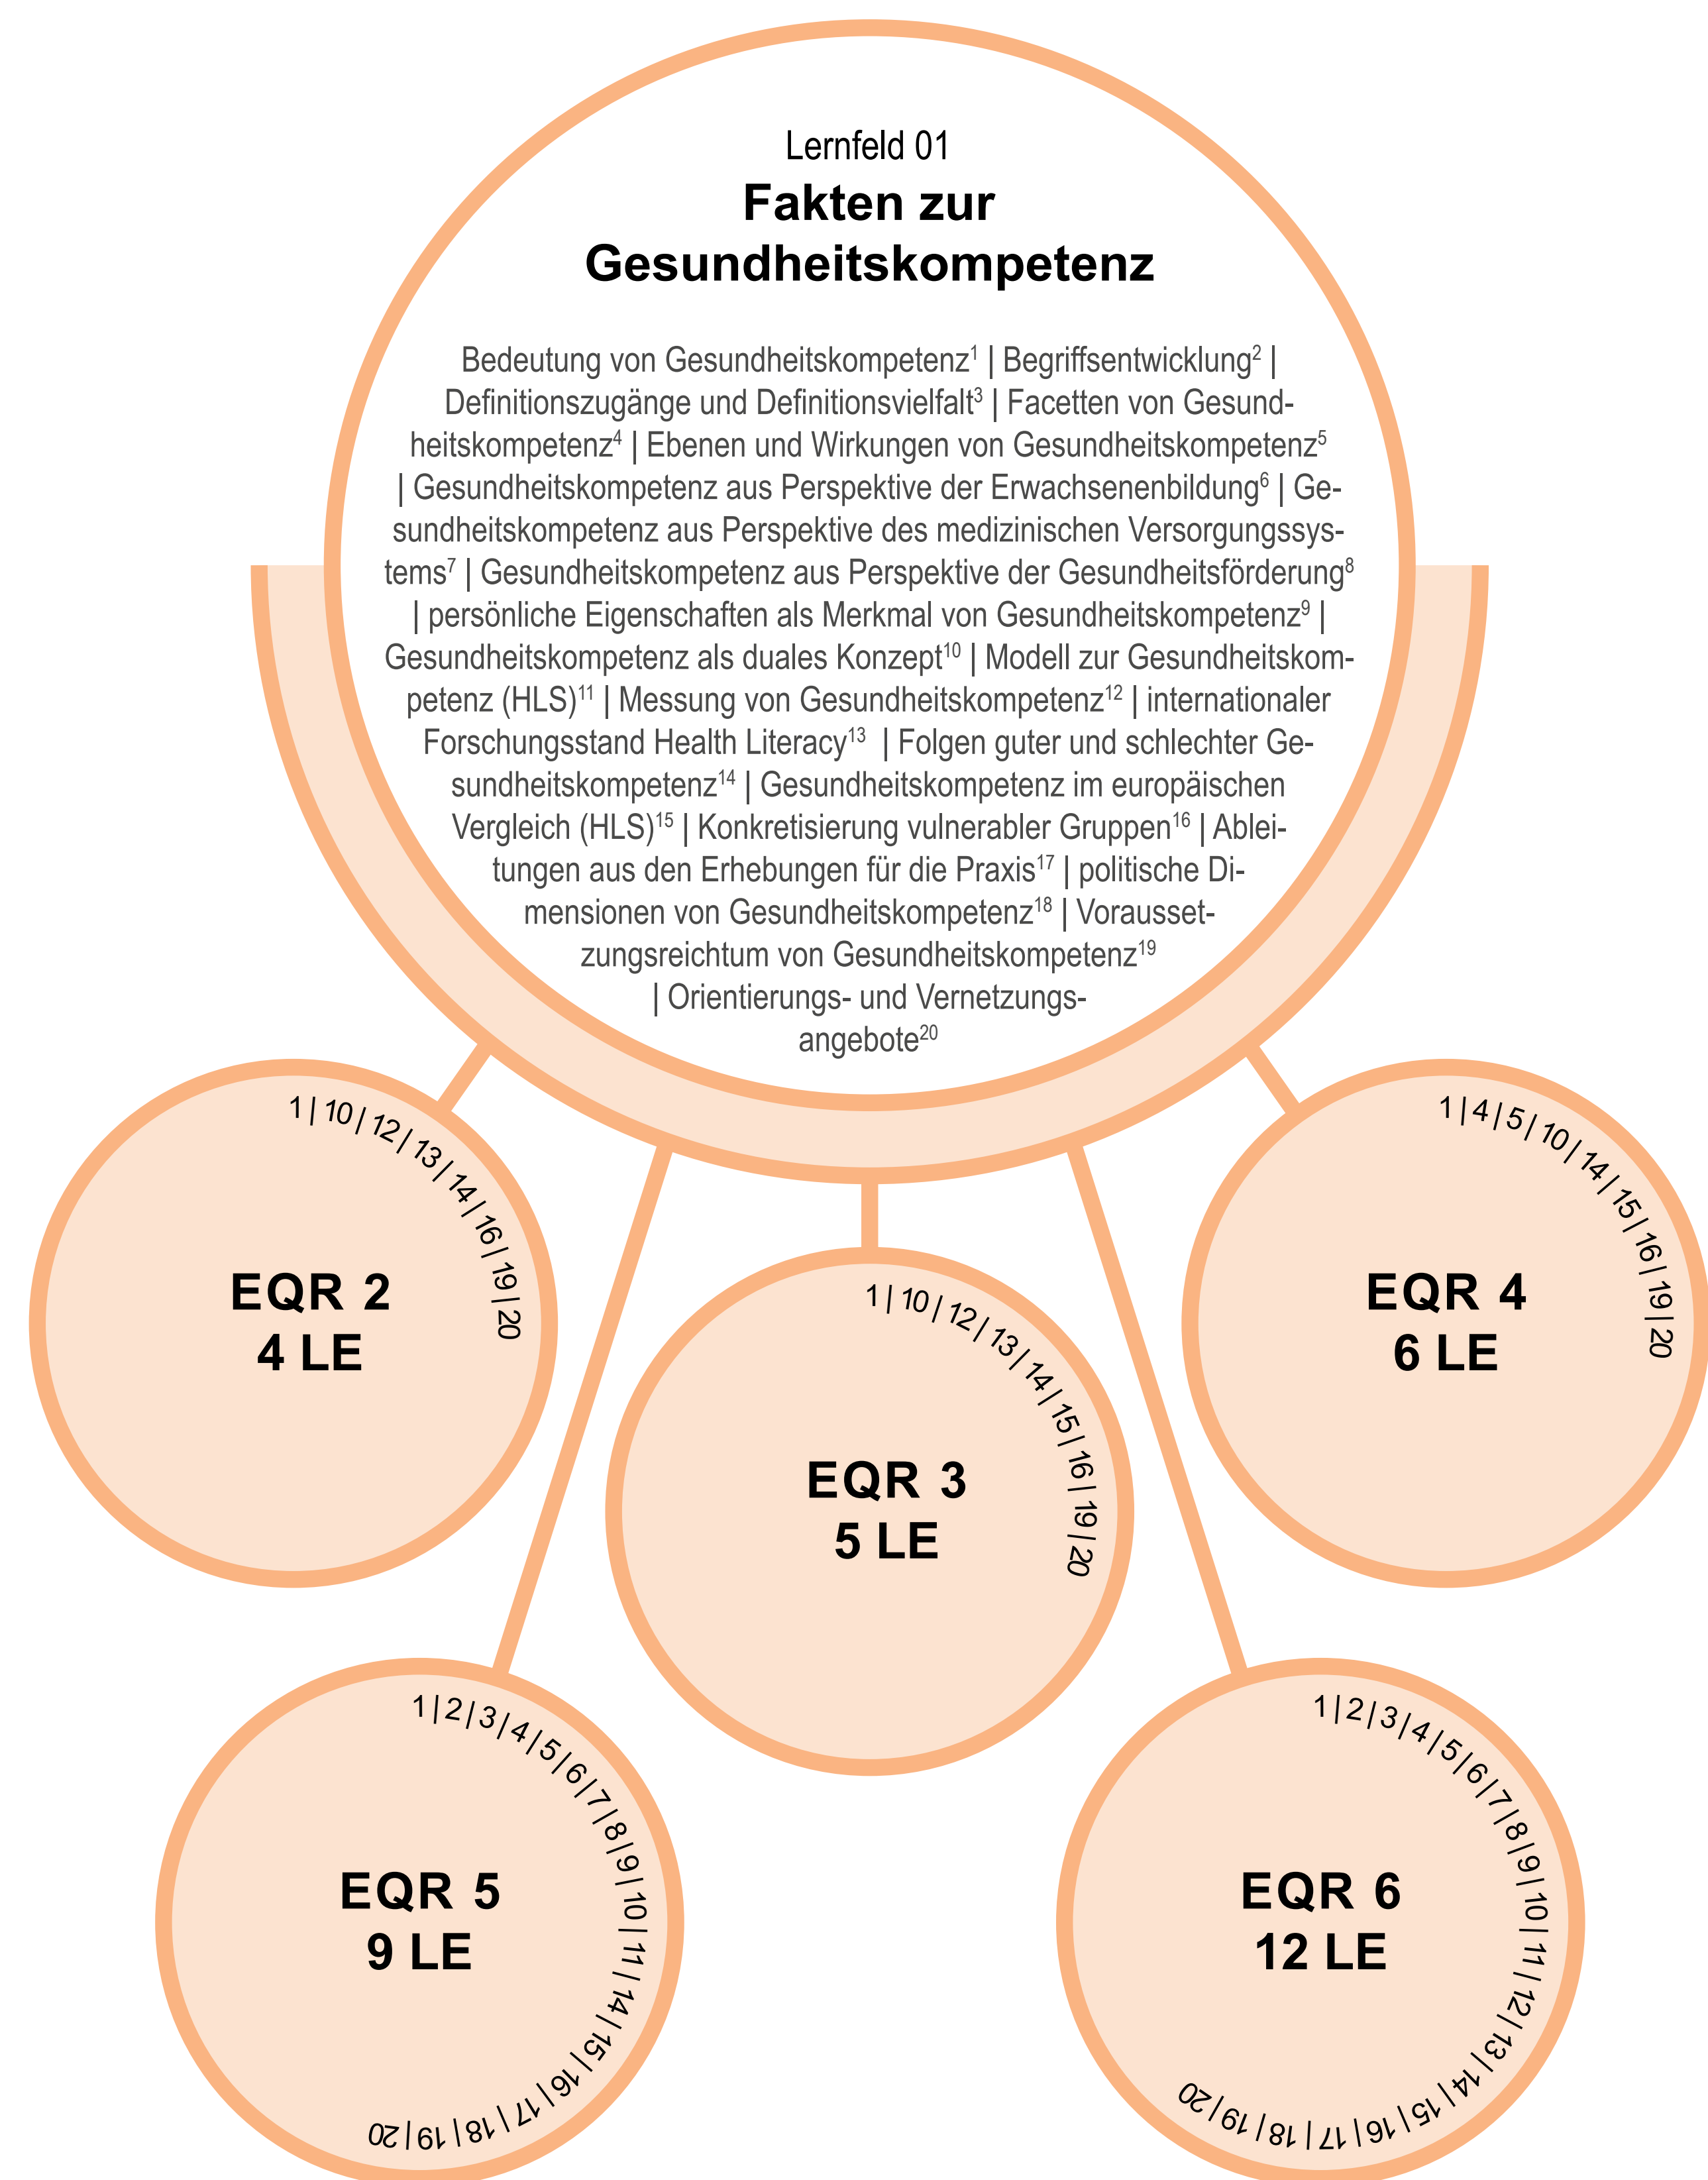 Lernfeld 01
Fakten zur
Gesundheitskompetenz
Bedeutung von Gesundheitskompetenz¹ | Begriffsentwicklung² |
Definitionszugänge und Definitionsvielfalt³ | Facetten von Gesund-
heitskompetenz⁴ | Ebenen und Wirkungen von Gesundheitskompetenz⁵
| Gesundheitskompetenz aus Perspektive der Erwachsenenbildung⁶ | Ge-
sundheitskompetenz aus Perspektive des medizinischen Versorgungssys-
tems⁷ | Gesundheitskompetenz aus Perspektive der Gesundheitsförderung⁸
| persönliche Eigenschaften als Merkmal von Gesundheitskompetenz⁹ |
Gesundheitskompetenz als duales Konzept¹⁰ | Modell zur Gesundheitskom-
petenz (HLS)¹¹ | Messung von Gesundheitskompetenz¹² | internationaler
Forschungsstand Health Literacy¹³ | Folgen guter und schlechter Ge-
sundheitskompetenz¹⁴ | Gesundheitskompetenz im europäischen
Vergleich (HLS)¹⁵ | Konkretisierung vulnerabler Gruppen¹⁶ | Ablei-
tungen aus den Erhebungen für die Praxis¹⁷ | politische Di-
mensionen von Gesundheitskompetenz¹⁸ | Vorausset-
zungsreichtum von Gesundheitskompetenz¹⁹
| Orientierungs- und Vernetzungs-
angebote²⁰
1 | 10 | 12 | 13 | 14 | 16 | 19 | 20
EQR 2
4 LE
1 | 10 | 12 | 13 | 14 | 15 | 16 | 19 | 20
EQR 3
5 LE
1 | 4 | 5 | 10 | 14 | 15 | 16 | 19 | 20
EQR 4
6 LE
1 | 2 | 3 | 4 | 5 | 6 | 7 | 8 | 9 | 10 | 11 | 14 | 15 | 16 | 17 | 18 | 19 | 20
EQR 5
9 LE
1 | 2 | 3 | 4 | 5 | 6 | 7 | 8 | 9 | 10 | 11 | 12 | 13 | 14 | 15 | 16 | 17 | 18 | 19 | 20
EQR 6
12 LE